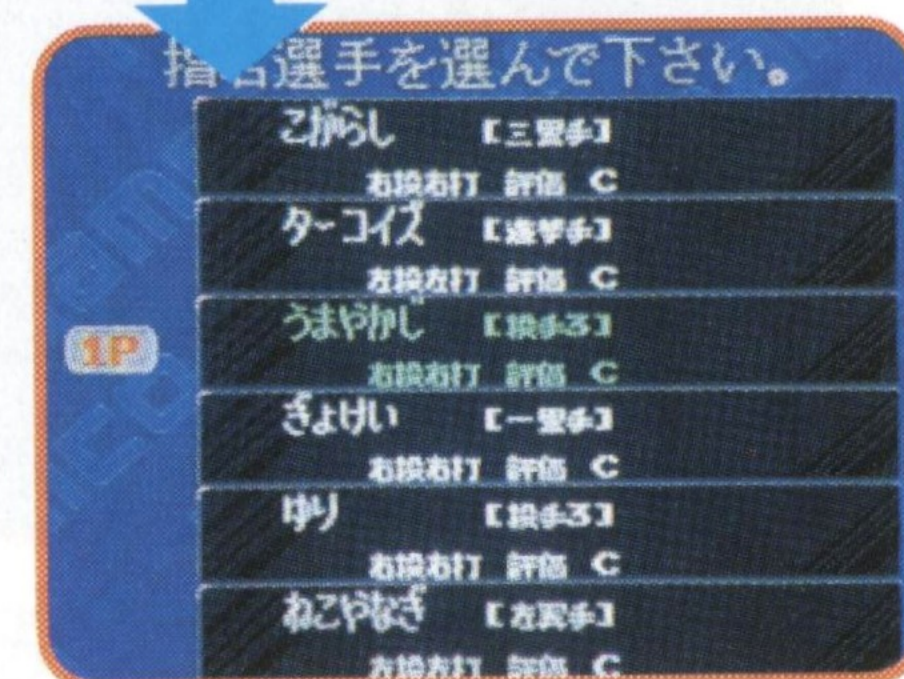 指名選手を選んで下さい。
こがらし 【三塁手】
右投右打 評価 C
ターコイズ 【遊撃手】
左投左打 評価 C
1P
うまやかし 【投手3】
右投右打 評価 C
ぎょけい 【一塁手】
右投右打 評価 C
ゆり 【投手3】
右投右打 評価 C
ねこやなぎ 【左翼手】
右投右打 評価 C